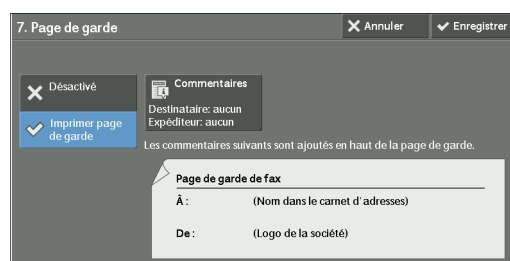 7. Page de garde
Annuler
Enregistrer
Désactivé
Imprimer page
de garde
Commentaires
Destinataire: aucun
Expéditeur: aucun
Les commentaires suivants sont ajoutés en haut de la page de garde.
Page de garde de fax
À : (Nom dans le carnet d'adresses)
De : (Logo de la société)